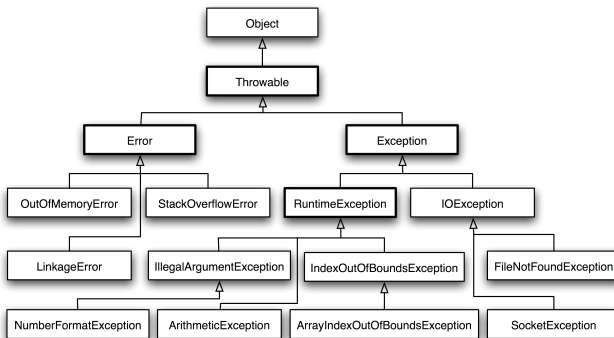 Object
Throwable
Error
Exception
OutOfMemoryError
StackOverflowError
RuntimeException
IOException
LinkageError
IllegalArgumentException
IndexOutOfBoundsException
FileNotFoundException
NumberFormatException
ArithmeticException
ArrayIndexOutOfBoundsException
SocketException